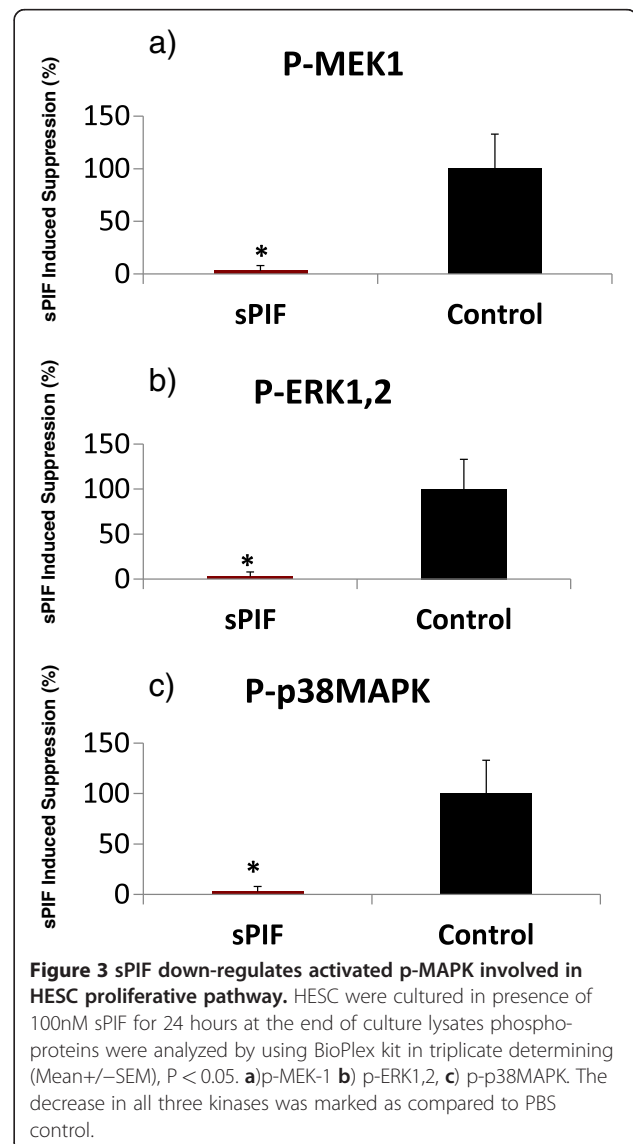 a)
P-MEK1
sPIF Induced Suppression (%)
150
100
50
0
*
sPIF
Control
b)
P-ERK1,2
sPIF Induced Suppression (%)
150
100
50
0
*
sPIF
Control
c)
P-p38MAPK
sPIF Induced Suppression (%)
150
100
50
0
*
sPIF
Control
Figure 3 sPIF down-regulates activated p-MAPK involved in
HESC proliferative pathway. HESC were cultured in presence of
100nM sPIF for 24 hours at the end of culture lysates phospho-
proteins were analyzed by using BioPlex kit in triplicate determining
(Mean+/−SEM), P < 0.05. a)p-MEK-1 b) p-ERK1,2, c) p-p38MAPK. The
decrease in all three kinases was marked as compared to PBS
control.